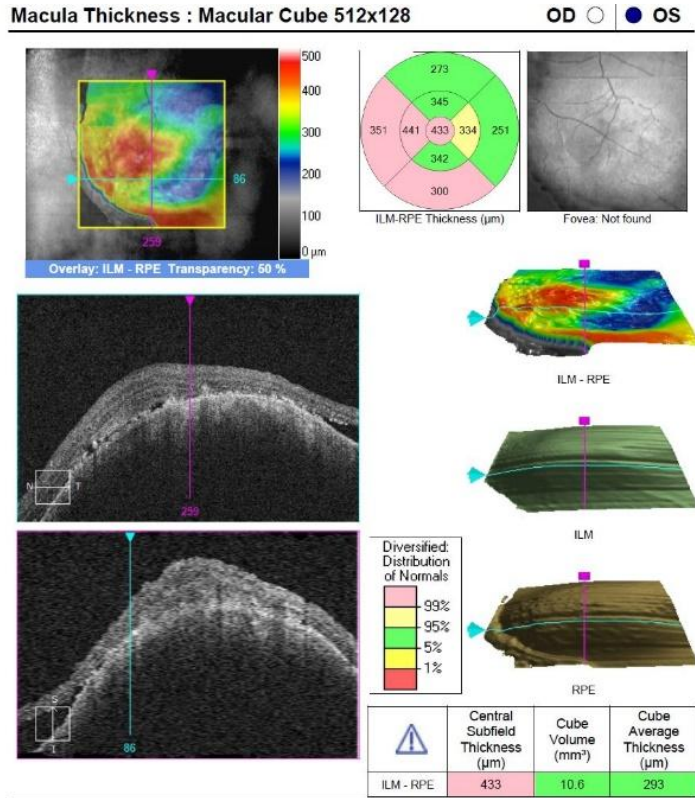 Macula Thickness : Macular Cube 512x128
OD
OS
500
400
300
200
100
0 µm
86
259
Overlay: ILM - RPE Transparency: 50 %
273
345
351
441
433
334
251
342
300
ILM-RPE Thickness (µm)
Fovea: Not found
259
N
T
ILM - RPE
ILM
RPE
86
S
I
Diversified:
Distribution
of Normals
99%
95%
5%
1%
Central
Subfield
Thickness
(µm)
Cube
Volume
(mm³)
Cube
Average
Thickness
(µm)
ILM - RPE
433
10.6
293